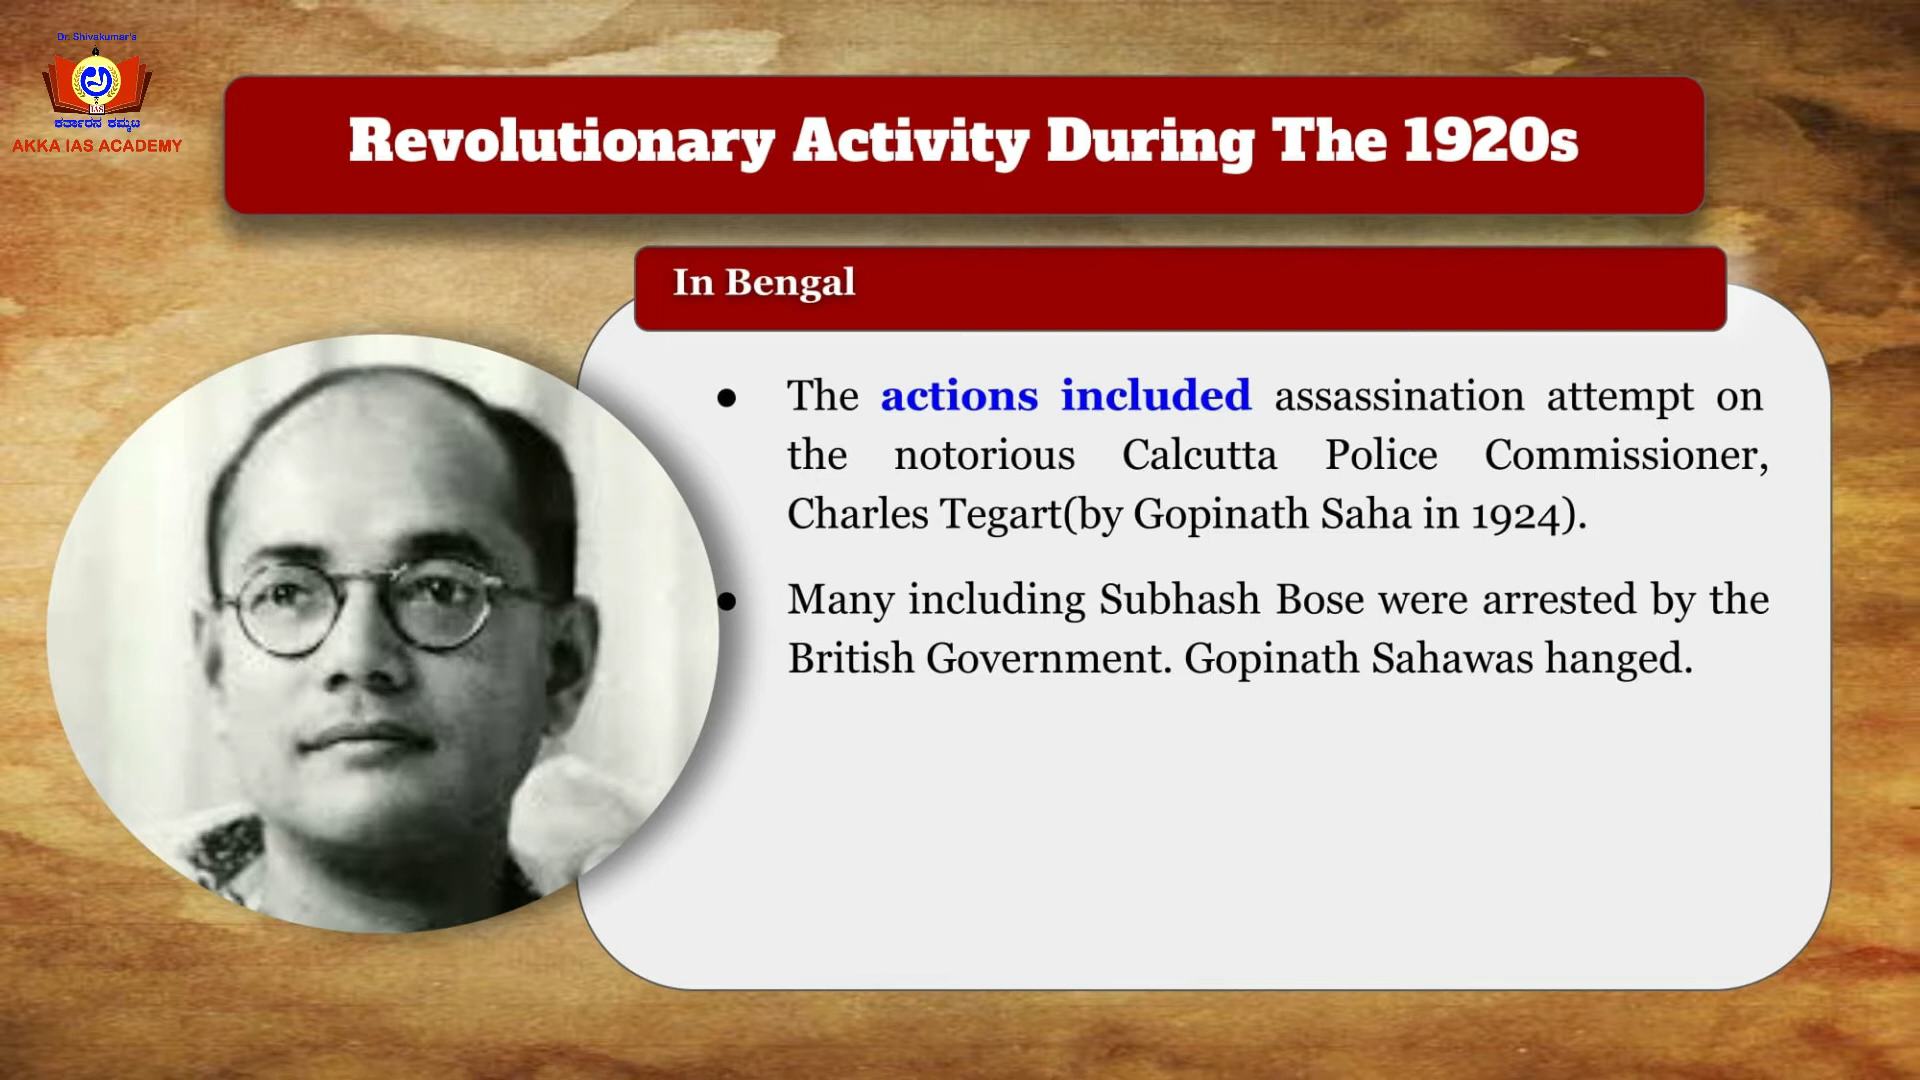 Dr. Shivakumar's
IAS
ಕರ್ತಾರನ ಕಮ್ಮಟ
AKKA IAS ACADEMY
Revolutionary Activity During The 1920s
In Bengal
● The actions included assassination attempt on
the notorious Calcutta Police Commissioner,
Charles Tegart(by Gopinath Saha in 1924).
● Many including Subhash Bose were arrested by the
British Government. Gopinath Sahawas hanged.